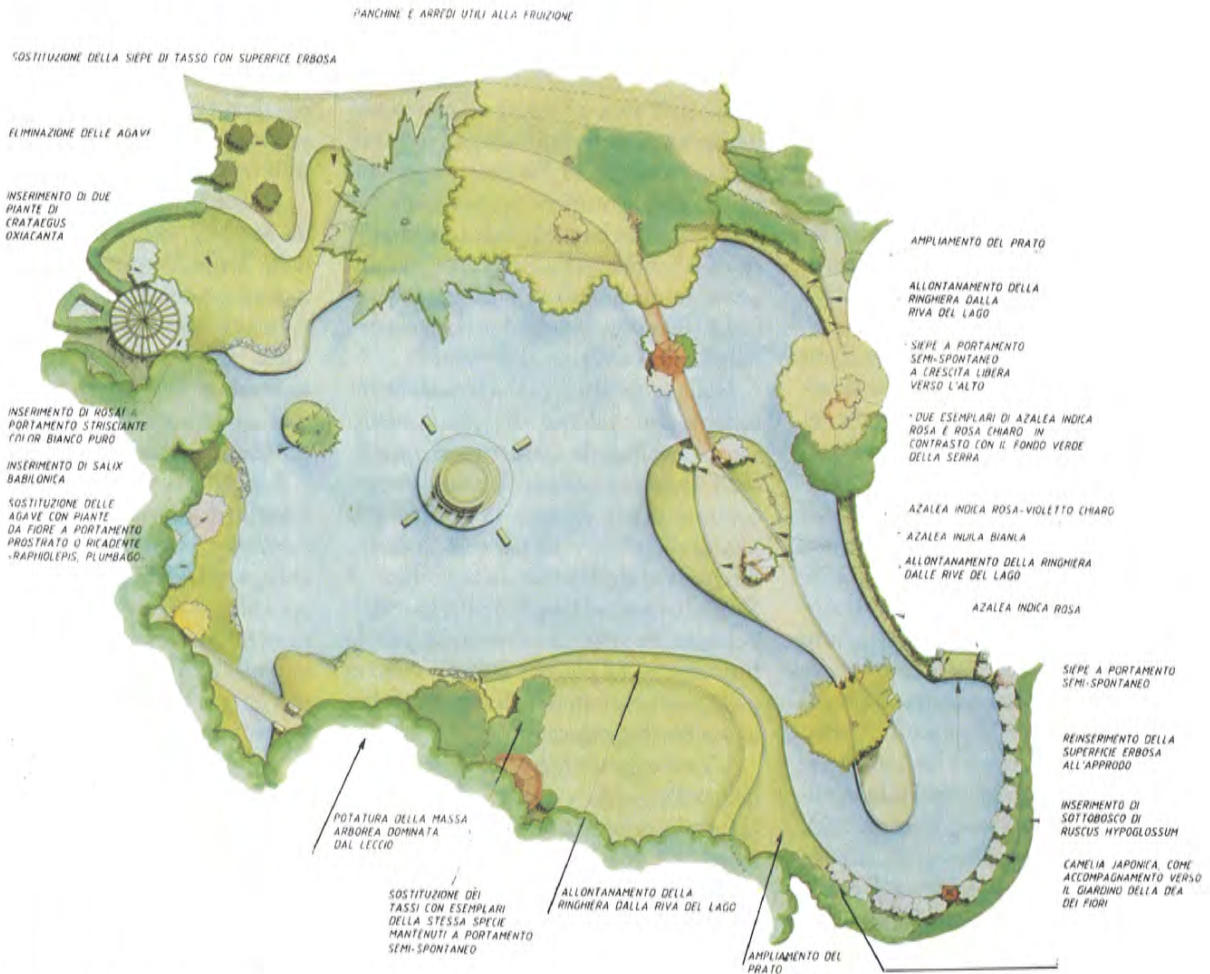 PANCHINE E ARREDI UTILI ALLA FRUIZIONE
SOSTITUZIONE DELLA SIEPE DI TASSO CON SUPERFICE ERBOSA
ELIMINAZIONE DELLE AGAVE
INSERIMENTO DI DUE
PIANTE DI
CRATAEGUS
OXIACANTA
INSERIMENTO DI ROSAI A
PORTAMENTO STRISCIANTE
COLOR BIANCO PURO
INSERIMENTO DI SALIX
BABILONICA
SOSTITUZIONE DELLE
AGAVE CON PIANTE
DA FIORE A PORTAMENTO
PROSTRATO O RICADENTE
-RAPHIOLEPIS, PLUMBAGO-
POTATURA DELLA MASSA
ARBOREA DOMINATA
DAL LECCIO
SOSTITUZIONE DEI
TASSI CON ESEMPLARI
DELLA STESSA SPECIE
MANTENUTI A PORTAMENTO
SEMI-SPONTANEO
ALLONTANAMENTO DELLA
RINGHIERA DALLA RIVA DEL LAGO
AMPLIAMENTO DEL
PRATO
AMPLIAMENTO DEL PRATO
ALLONTANAMENTO DELLA
RINGHIERA DALLA
RIVA DEL LAGO
SIEPE A PORTAMENTO
SEMI-SPONTANEO
A CRESCITA LIBERA
VERSO L'ALTO
DUE ESEMPLARI DI AZALEA INDICA
ROSA E ROSA CHIARO IN
CONTRASTO CON IL FONDO VERDE
DELLA SERRA
AZALEA INDICA ROSA-VIOLETTO CHIARO
AZALEA INDICA BIANCA
ALLONTANAMENTO DELLA RINGHIERA
DALLE RIVE DEL LAGO
AZALEA INDICA ROSA
SIEPE A PORTAMENTO
SEMI-SPONTANEO
REINSERIMENTO DELLA
SUPERFICIE ERBOSA
ALL'APPRODO
INSERIMENTO DI
SOTTOBOSCO DI
RUSCUS HYPOGLOSSUM
CAMELIA JAPONICA, COME
ACCOMPAGNAMENTO VERSO
IL GIARDINO DELLA DEA
DEI FIORI